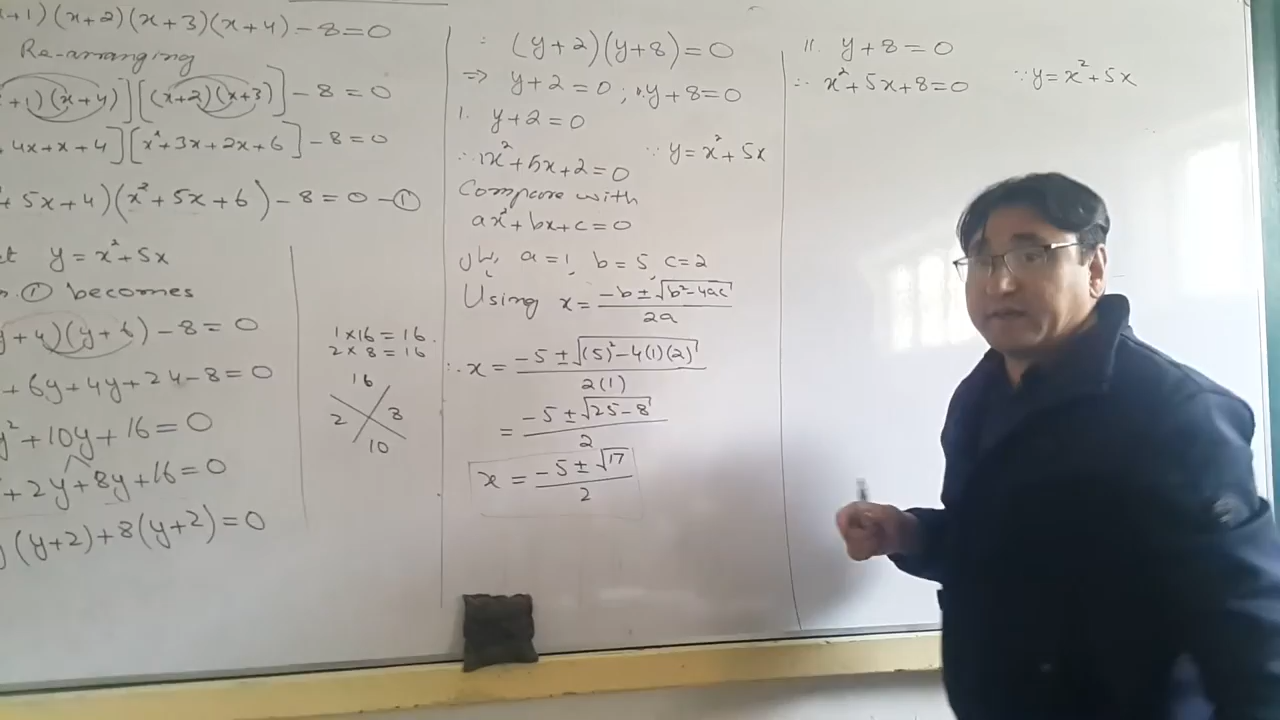 +1)(x+2)(x+3)(x+4)-8=0
Re-arranging
+1)(x+4)][(x+2)(x+3)]-8=0
4x+x+4][x²+3x+2x+6]-8=0
+5x+4)(x²+5x+6)-8=0-①
et y=x²+5x
n.① becomes
y+4)(y+6)-8=0
+6y+4y+24-8=0
y²+10y+16=0
+2y+8y+16=0
y(y+2)+8(y+2)=0
1×16=16.
2×8=16
16
2 8
10
: (y+2)(y+8)=0
⇒ y+2=0 ; y+8=0
1. y+2=0
∴ 1x²+5x+2=0 ∵ y=x²+5x
Compare with
ax²+bx+c=0
a=1, b=5, c=2
Using x=(-b±√(b²-4ac))/2a
∴ x=(-5±√((5)²-4(1)(2)))/2(1)
=(-5±√(25-8))/2
x=(-5±√17)/2
11. y+8=0
∴ x²+5x+8=0 ∵ y=x²+5x